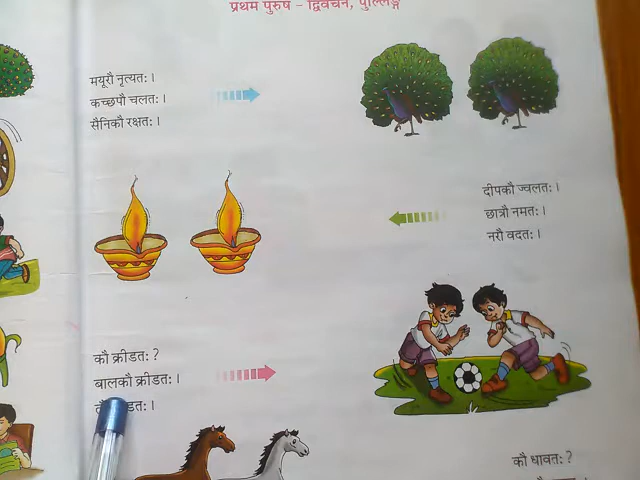 प्रथम पुरुष - द्विवचन, पुल्लिङ्ग
मयूरौ नृत्यतः ।
कच्छपौ चलतः ।
सैनिकौ रक्षतः ।
दीपकौ ज्वलतः ।
छात्रौ नमतः ।
नरौ वदतः ।
कौ क्रीडतः ?
बालकौ क्रीडतः ।
कौ धावतः ?